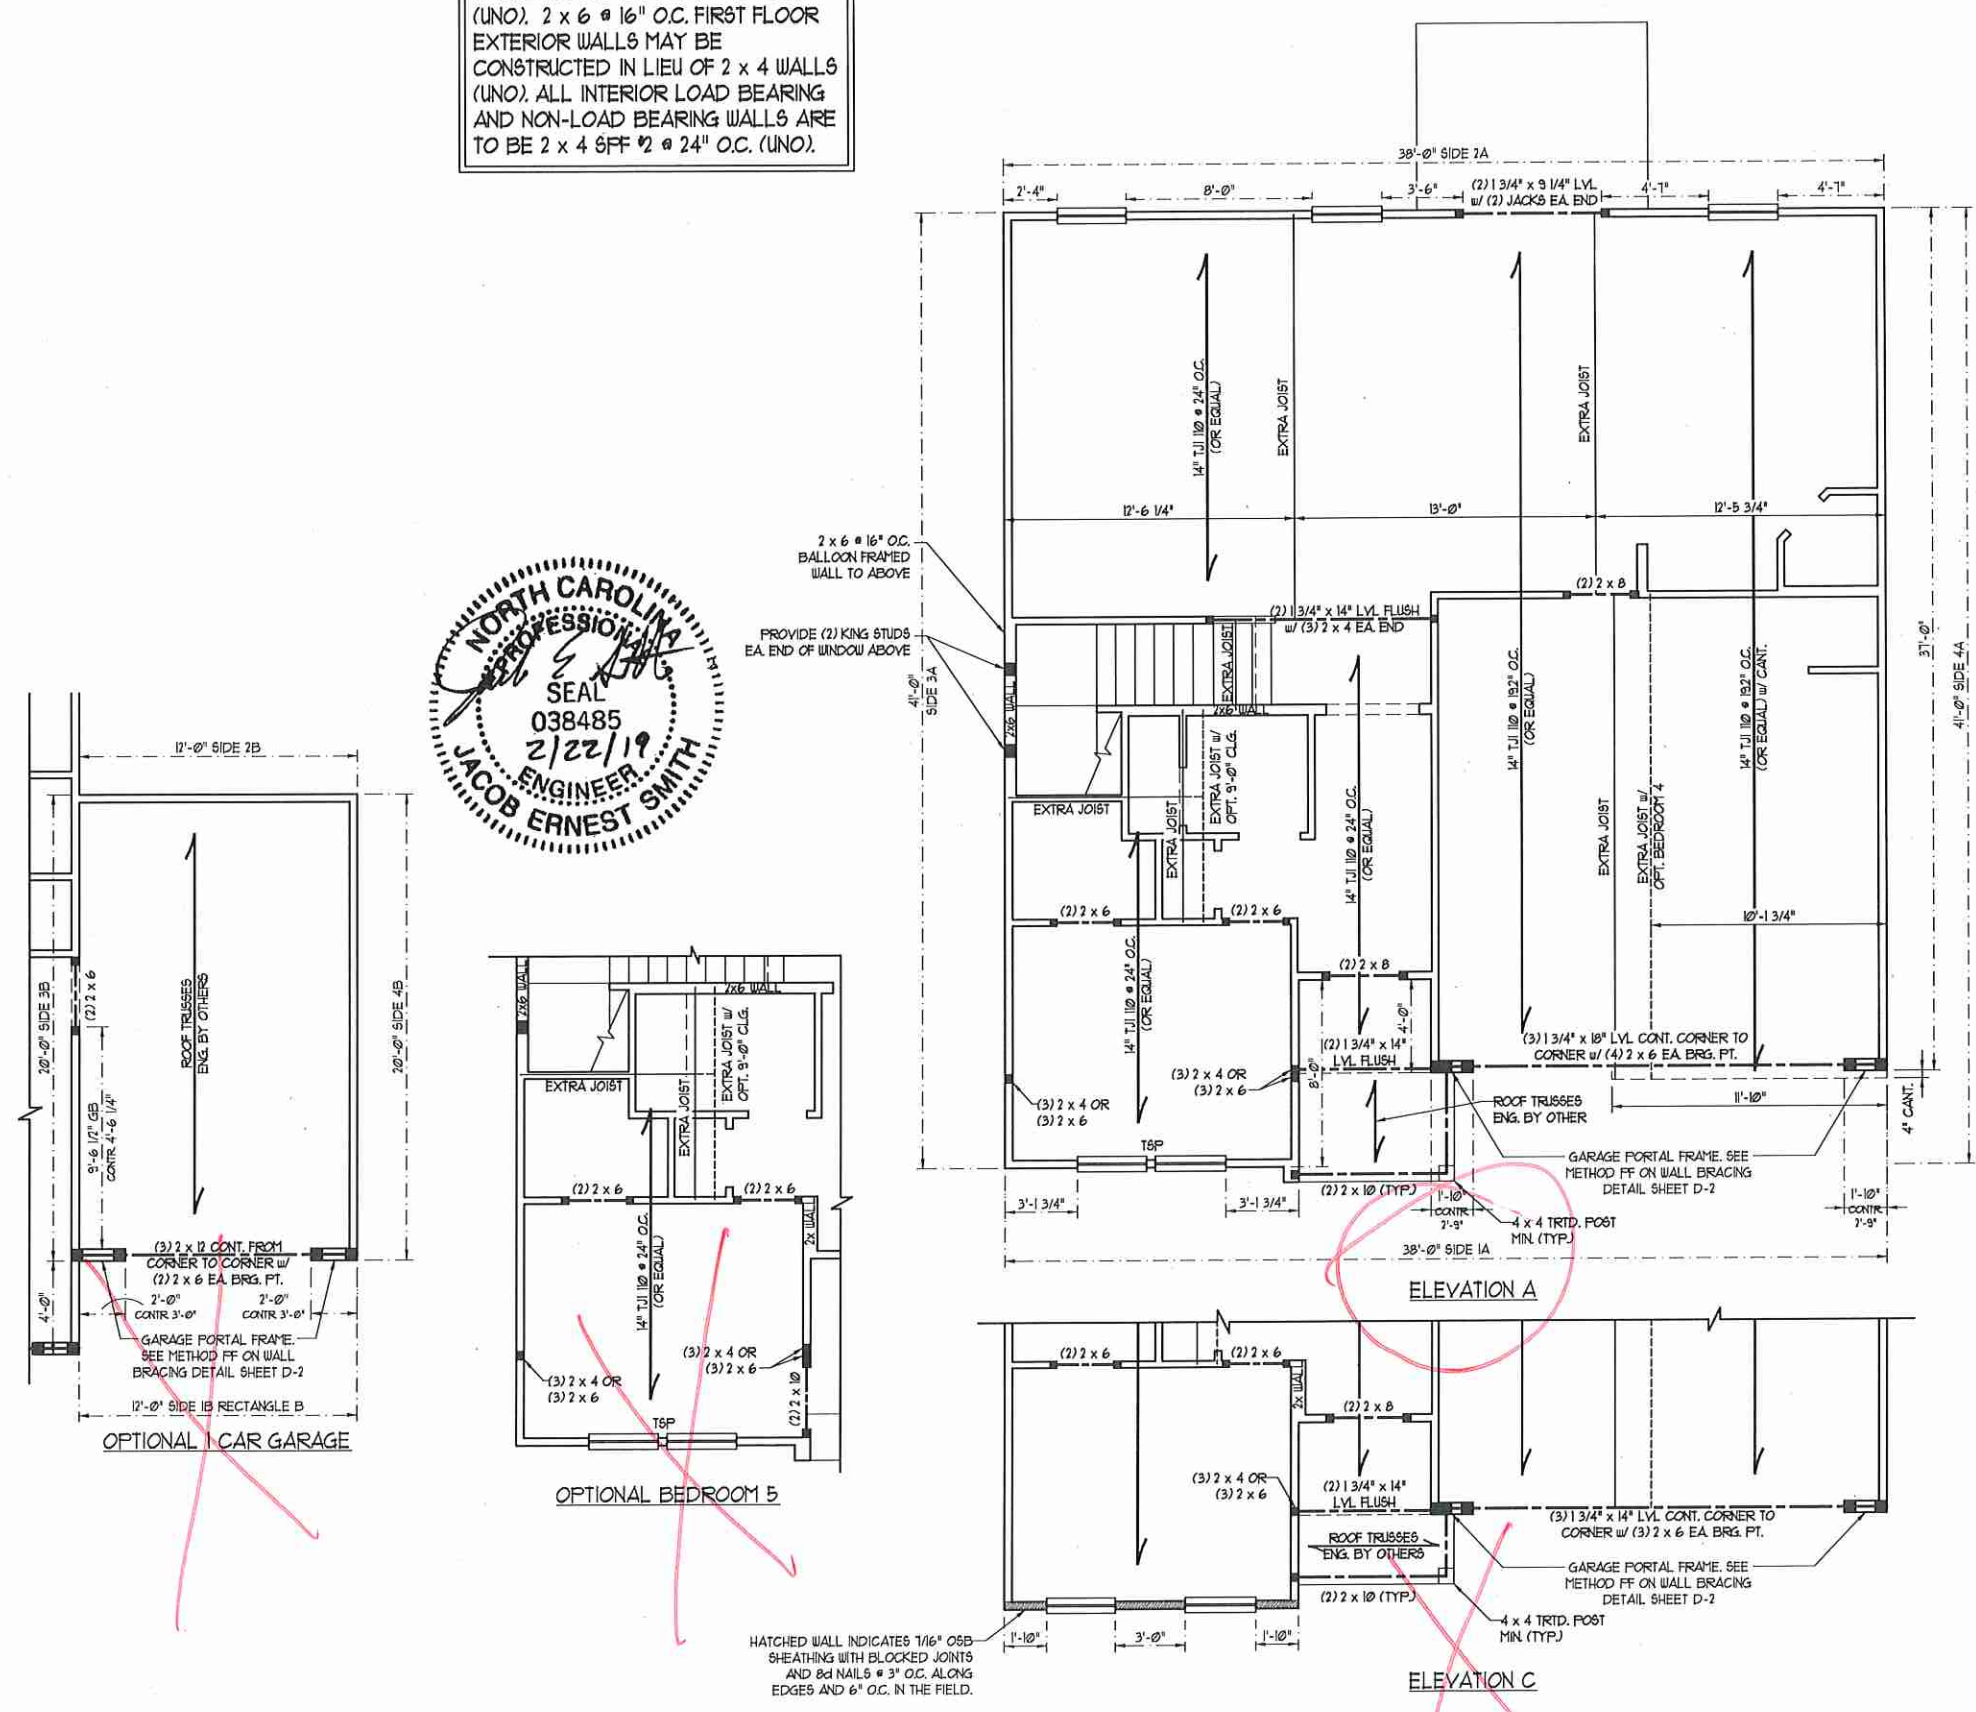 (UNO). 2 x 6 @ 16" O.C. FIRST FLOOR
EXTERIOR WALLS MAY BE
CONSTRUCTED IN LIEU OF 2 x 4 WALLS
(UNO). ALL INTERIOR LOAD BEARING
AND NON-LOAD BEARING WALLS ARE
TO BE 2 x 4 SPF #2 @ 24" O.C. (UNO).
38'-0" SIDE 2A
2'-4"
8'-0"
3'-6"
(2) 1 3/4" x 9 1/4" LVL
w/ (2) JACKS EA. END
4'-7"
4'-7"
14" TJI 110 @ 24" O.C.
(OR EQUAL)
EXTRA JOIST
EXTRA JOIST
12'-6 1/4"
13'-0"
12'-5 3/4"
2 x 6 @ 16" O.C.
BALLOON FRAMED
WALL TO ABOVE
PROVIDE (2) KING STUDS
EA. END OF WINDOW ABOVE
41'-0"
SIDE 3A
2x6 WALL
(2) 1 3/4" x 14" LVL FLUSH
w/ (3) 2 x 4 EA. END
EXTRA JOIST
2x6 WALL
(2) 2 x 8
14" TJI 110 @ 19.2" O.C.
(OR EQUAL)
14" TJI 110 @ 19.2" O.C.
(OR EQUAL) w/ CANT.
37'-0"
41'-0" SIDE 4A
EXTRA JOIST
EXTRA JOIST
EXTRA JOIST w/
OPT. 9'-0" CLG.
14" TJI 110 @ 24" O.C.
(OR EQUAL)
EXTRA JOIST
EXTRA JOIST w/
OPT. BEDROOM 4
10'-1 3/4"
(2) 2 x 6
(2) 2 x 6
14" TJI 110 @ 24" O.C.
(OR EQUAL)
(2) 2 x 8
4'-0"
8'-0"
(2) 1 3/4" x 14"
LVL FLUSH
(3) 1 3/4" x 18" LVL CONT. CORNER TO
CORNER w/ (4) 2 x 6 EA. BRG. PT.
(3) 2 x 4 OR
(3) 2 x 6
(3) 2 x 4 OR
(3) 2 x 6
ROOF TRUSSES
ENG. BY OTHER
11'-10"
4" CANT.
TSP
GARAGE PORTAL FRAME. SEE
METHOD PF ON WALL BRACING
DETAIL SHEET D-2
(2) 2 x 10 (TYP.)
3'-1 3/4"
3'-1 3/4"
1'-10"
CONTR
2'-9"
4 x 4 TRTD. POST
MIN. (TYP.)
1'-10"
CONTR
2'-9"
38'-0" SIDE 1A
ELEVATION A
NORTH CAROLINA
PROFESSIONAL
SEAL
038485
2/22/19
ENGINEER
JACOB ERNEST SMITH
12'-0" SIDE 2B
20'-0" SIDE 3B
(2) 2 x 6
9'-6 1/2" GB
CONTR 4'-6 1/4"
ROOF TRUSSES
ENG. BY OTHERS
20'-0" SIDE 4B
(3) 2 x 12 CONT. FROM
CORNER TO CORNER w/
(2) 2 x 6 EA. BRG. PT.
4'-0"
2'-0"
CONTR 3'-0"
2'-0"
CONTR 3'-0"
GARAGE PORTAL FRAME.
SEE METHOD PF ON WALL
BRACING DETAIL SHEET D-2
12'-0" SIDE 1B RECTANGLE B
OPTIONAL 1 CAR GARAGE
2x6 WALL
2x6 WALL
EXTRA JOIST
EXTRA JOIST
EXTRA JOIST w/
OPT. 9'-0" CLG.
(2) 2 x 6
(2) 2 x 6
2x WALL
14" TJI 110 @ 24" O.C.
(OR EQUAL)
(3) 2 x 4 OR
(3) 2 x 6
(3) 2 x 4 OR
(3) 2 x 6
(2) 2 x 10
TSP
OPTIONAL BEDROOM 5
(2) 2 x 6
(2) 2 x 6
2x WALL
(2) 2 x 8
(3) 2 x 4 OR
(3) 2 x 6
(2) 1 3/4" x 14"
LVL FLUSH
(3) 1 3/4" x 14" LVL CONT. CORNER TO
CORNER w/ (3) 2 x 6 EA. BRG. PT.
ROOF TRUSSES
ENG. BY OTHERS
GARAGE PORTAL FRAME. SEE
METHOD PF ON WALL BRACING
DETAIL SHEET D-2
(2) 2 x 10 (TYP.)
4 x 4 TRTD. POST
MIN. (TYP.)
HATCHED WALL INDICATES 7/16" OSB
SHEATHING WITH BLOCKED JOINTS
AND 8d NAILS @ 3" O.C. ALONG
EDGES AND 6" O.C. IN THE FIELD.
1'-10"
3'-0"
1'-10"
ELEVATION C